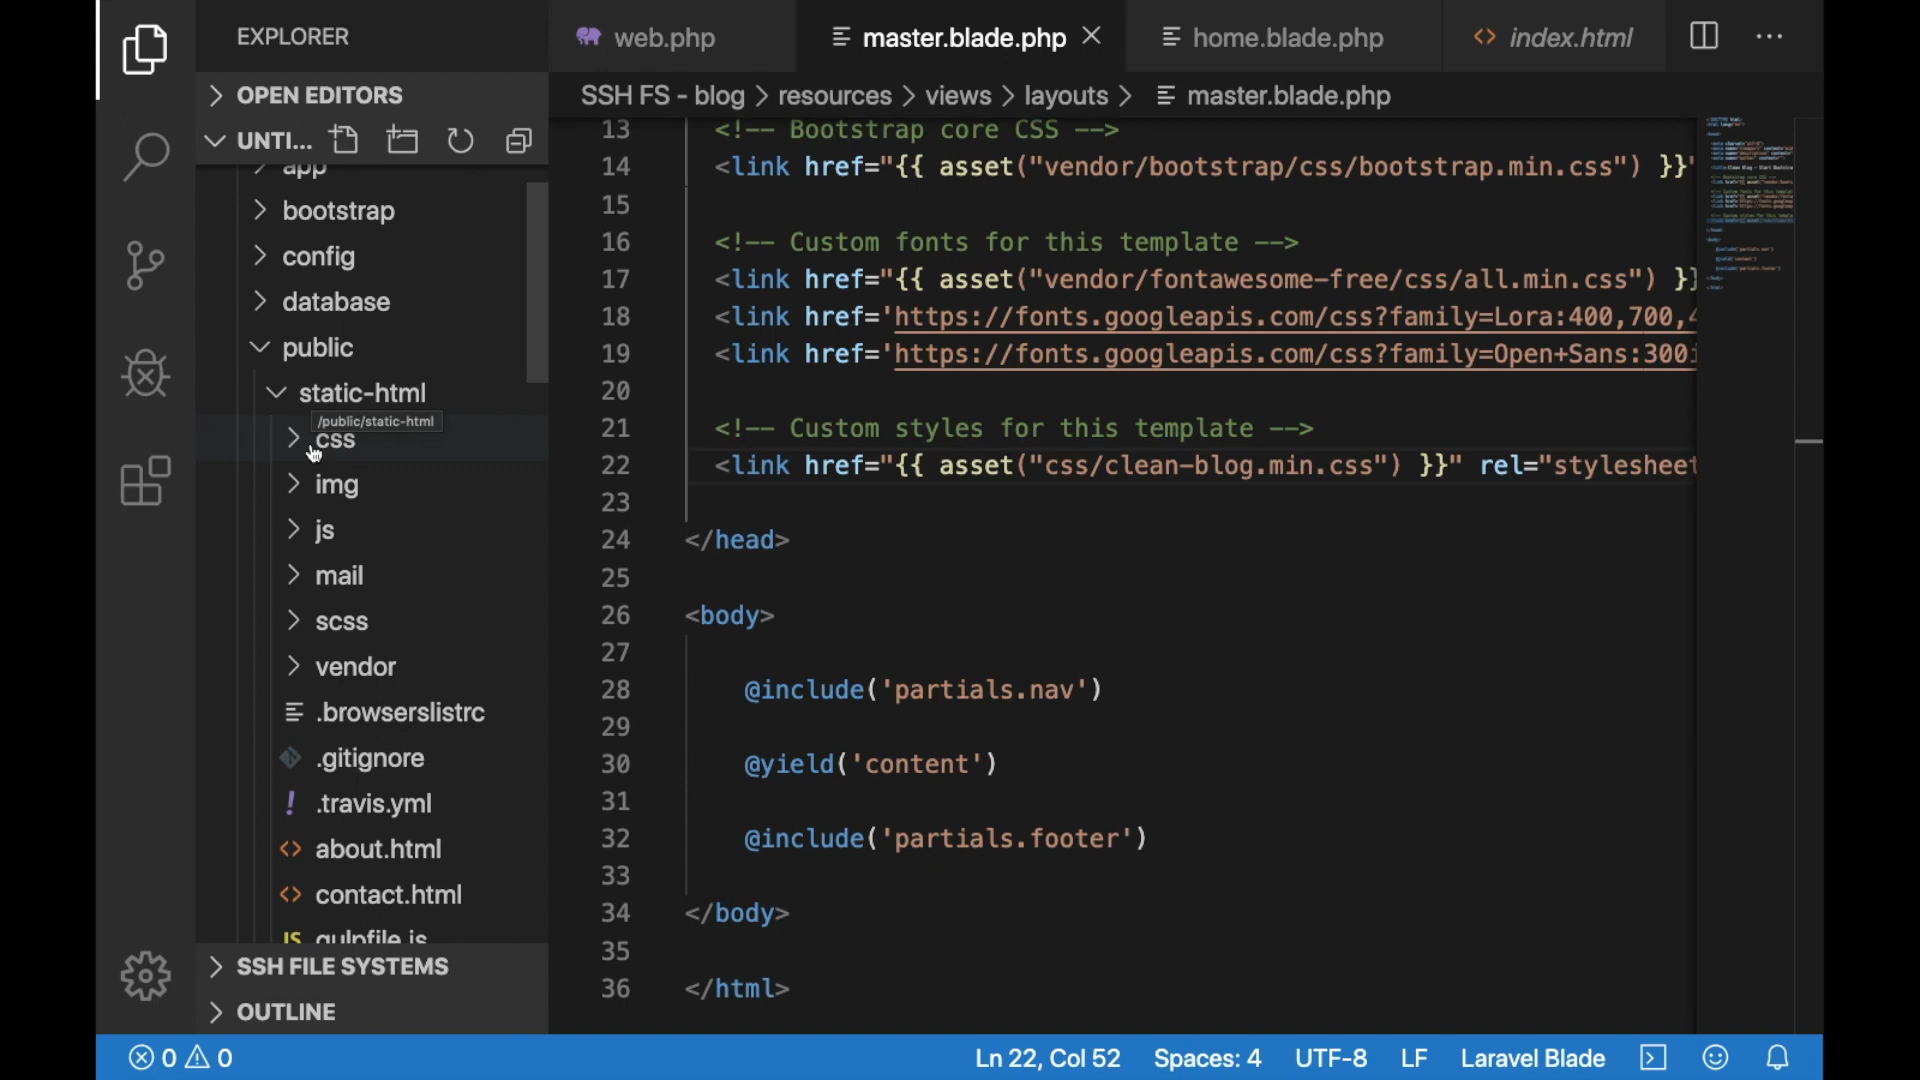 EXPLORER
web.php
master.blade.php
home.blade.php
index.html
OPEN EDITORS
SSH FS - blog > resources > views > layouts > master.blade.php
UNTI...
app
bootstrap
config
database
public
static-html
/public/static-html
css
img
js
mail
scss
vendor
.browserslistrc
.gitignore
.travis.yml
about.html
contact.html
gulpfile.js
SSH FILE SYSTEMS
OUTLINE
13 <!-- Bootstrap core CSS -->
14 <link href="{{ asset("vendor/bootstrap/css/bootstrap.min.css") }}"
15
16 <!-- Custom fonts for this template -->
17 <link href="{{ asset("vendor/fontawesome-free/css/all.min.css") }}
18 <link href='https://fonts.googleapis.com/css?family=Lora:400,700,4
19 <link href='https://fonts.googleapis.com/css?family=Open+Sans:300i
20
21 <!-- Custom styles for this template -->
22 <link href="{{ asset("css/clean-blog.min.css") }}" rel="stylesheet
23
24 </head>
25
26 <body>
27
28 @include('partials.nav')
29
30 @yield('content')
31
32 @include('partials.footer')
33
34 </body>
35
36 </html>
0 0
Ln 22, Col 52
Spaces: 4
UTF-8
LF
Laravel Blade